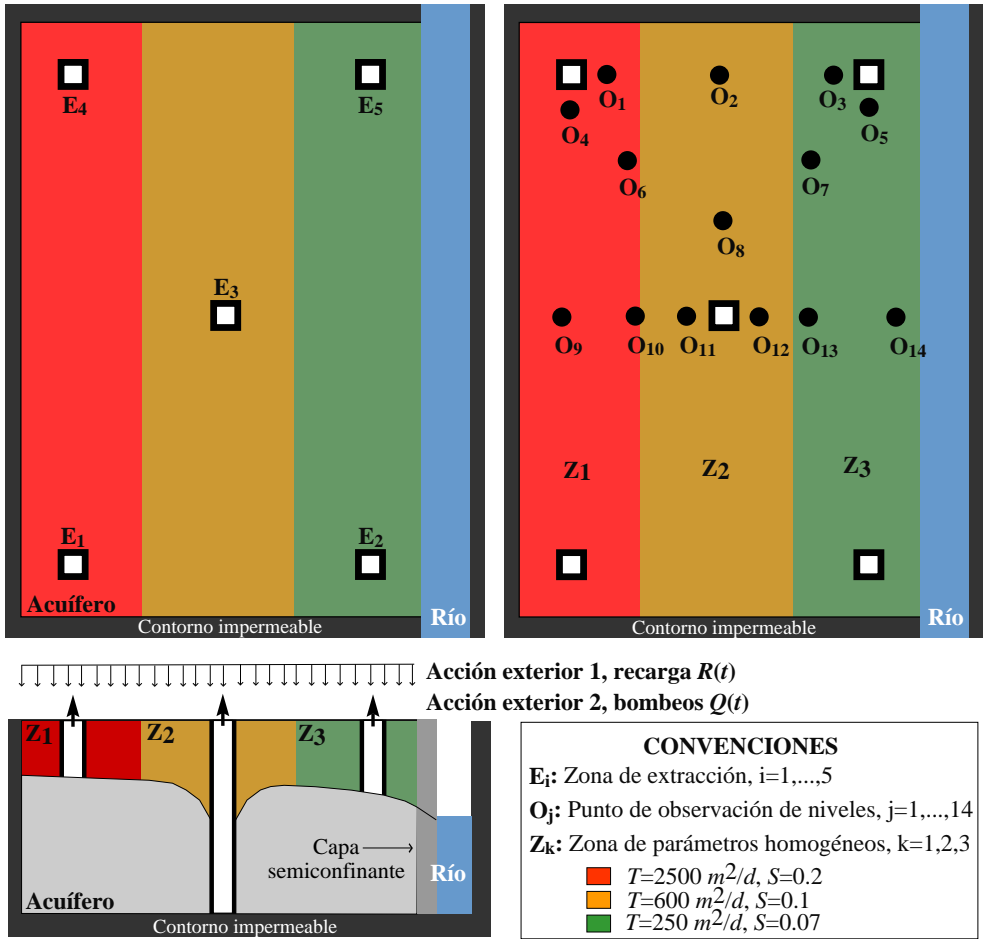 E4
E5
E3
E1
E2
Acuífero
Río
Contorno impermeable
O1
O2
O3
O4
O5
O6
O7
O8
O9
O10
O11
O12
O13
O14
Z1
Z2
Z3
Río
Contorno impermeable
Acción exterior 1, recarga R(t)
Acción exterior 2, bombeos Q(t)
Z1
Z2
Z3
Capa
semiconfinante
Río
Acuífero
Contorno impermeable
CONVENCIONES
Ei: Zona de extracción, i=1,...,5
Oj: Punto de observación de niveles, j=1,...,14
Zk: Zona de parámetros homogéneos, k=1,2,3
T=2500 m²/d, S=0.2
T=600 m²/d, S=0.1
T=250 m²/d, S=0.07